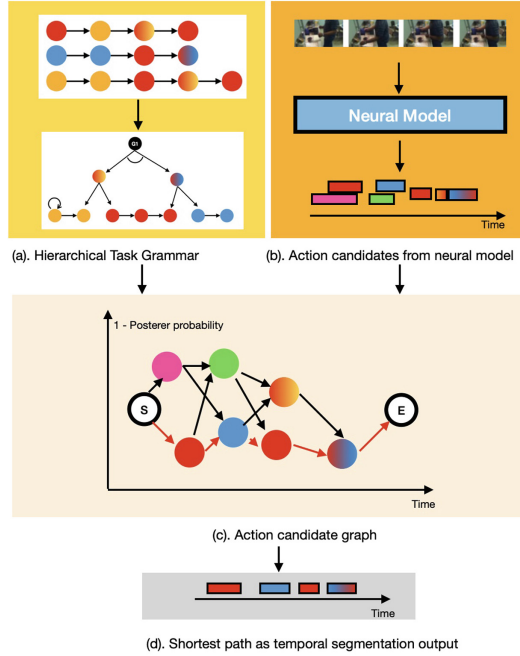 G1
Neural Model
Time
(a). Hierarchical Task Grammar
(b). Action candidates from neural model
1 - Posterer probability
S
E
Time
(c). Action candidate graph
Time
(d). Shortest path as temporal segmentation output